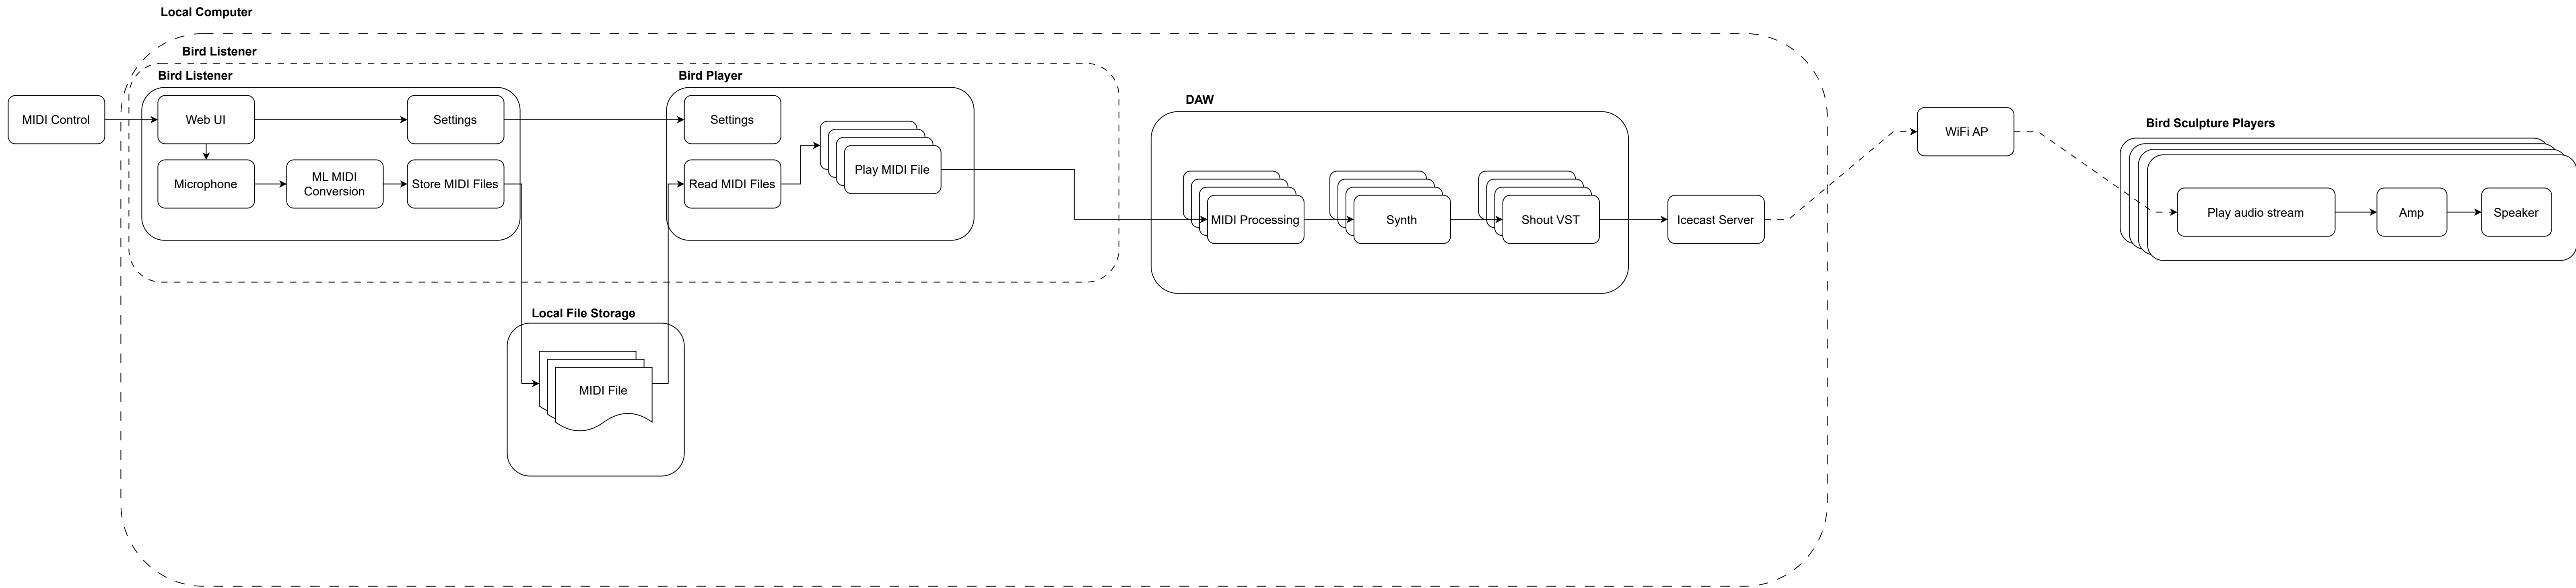 Local Computer
Bird Listener
Bird Listener
Bird Player
MIDI Control
Web UI
Settings
Settings
Microphone
ML MIDI
Conversion
Store MIDI Files
Read MIDI Files
Play MIDI File
DAW
MIDI Processing
Synth
Shout VST
Icecast Server
WiFi AP
Bird Sculpture Players
Play audio stream
Amp
Speaker
Local File Storage
MIDI File